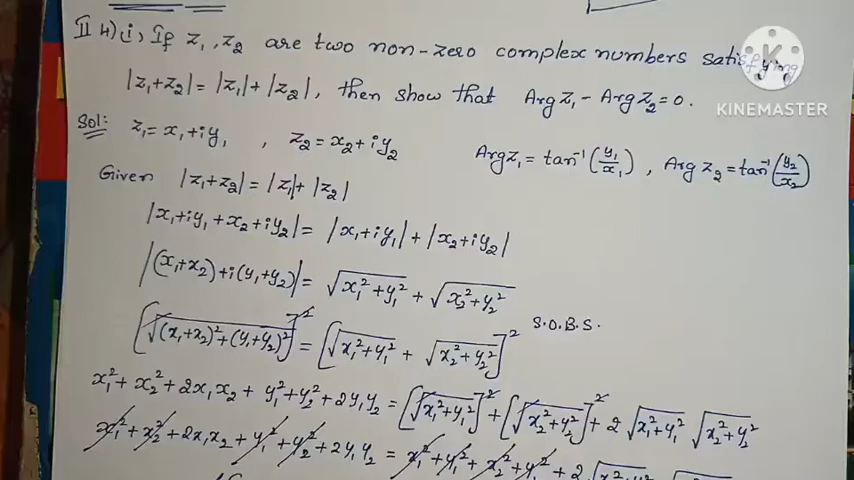 II 4) (i) If z₁, z₂ are two non-zero complex numbers satisfying
|z₁+z₂| = |z₁| + |z₂|, then show that Arg z₁ - Arg z₂ = 0.
KINEMASTER
Sol:
z₁ = x₁+iy₁ , z₂ = x₂+iy₂
Arg z₁ = tan⁻¹(y₁/x₁) , Arg z₂ = tan⁻¹(y₂/x₂)
Given |z₁+z₂| = |z₁| + |z₂|
|x₁+iy₁+x₂+iy₂| = |x₁+iy₁| + |x₂+iy₂|
|(x₁+x₂)+i(y₁+y₂)| = √(x₁²+y₁²) + √(x₂²+y₂²)
[√((x₁+x₂)²+(y₁+y₂)²)]² = [√(x₁²+y₁²) + √(x₂²+y₂²)]² S.O.B.S.
x₁²+x₂²+2x₁x₂+y₁²+y₂²+2y₁y₂ = [√(x₁²+y₁²)]² + [√(x₂²+y₂²)]² + 2√(x₁²+y₁²) √(x₂²+y₂²)
x₁²+x₂²+2x₁x₂+y₁²+y₂²+2y₁y₂ = x₁²+y₁²+x₂²+y₂²+2